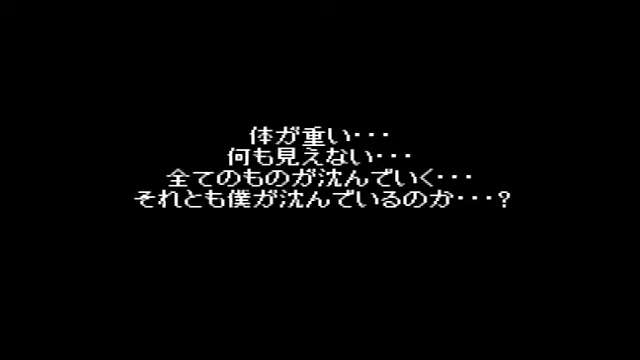 体が重い･･･
何も見えない･･･
全てのものが沈んでいく･･･
それとも僕が沈んでいるのか･･･?